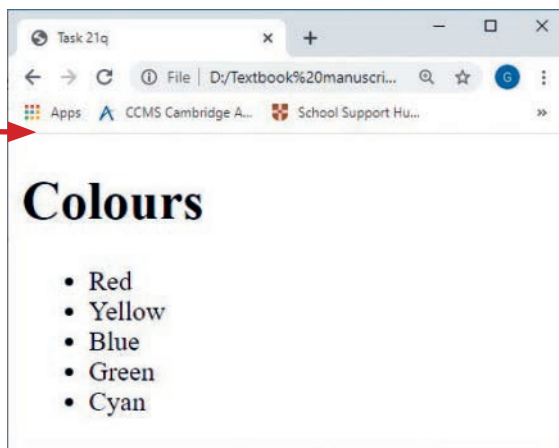 Task 21q
File | D:/Textbook%20manuscri...
G
Apps CCMS Cambridge A... School Support Hu... »
Colours
• Red
• Yellow
• Blue
• Green
• Cyan